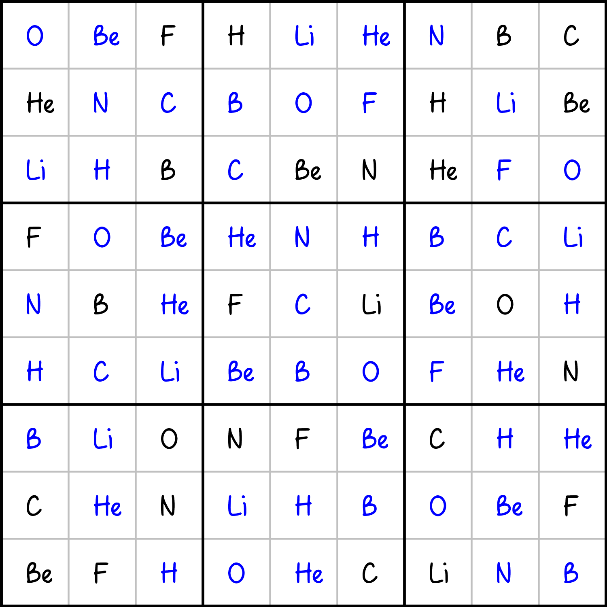 O Be F H Li He N B C
He N C B O F H Li Be
Li H B C Be N He F O
F O Be He N H B C Li
N B He F C Li Be O H
H C Li Be B O F He N
B Li O N F Be C H He
C He N Li H B O Be F
Be F H O He C Li N B